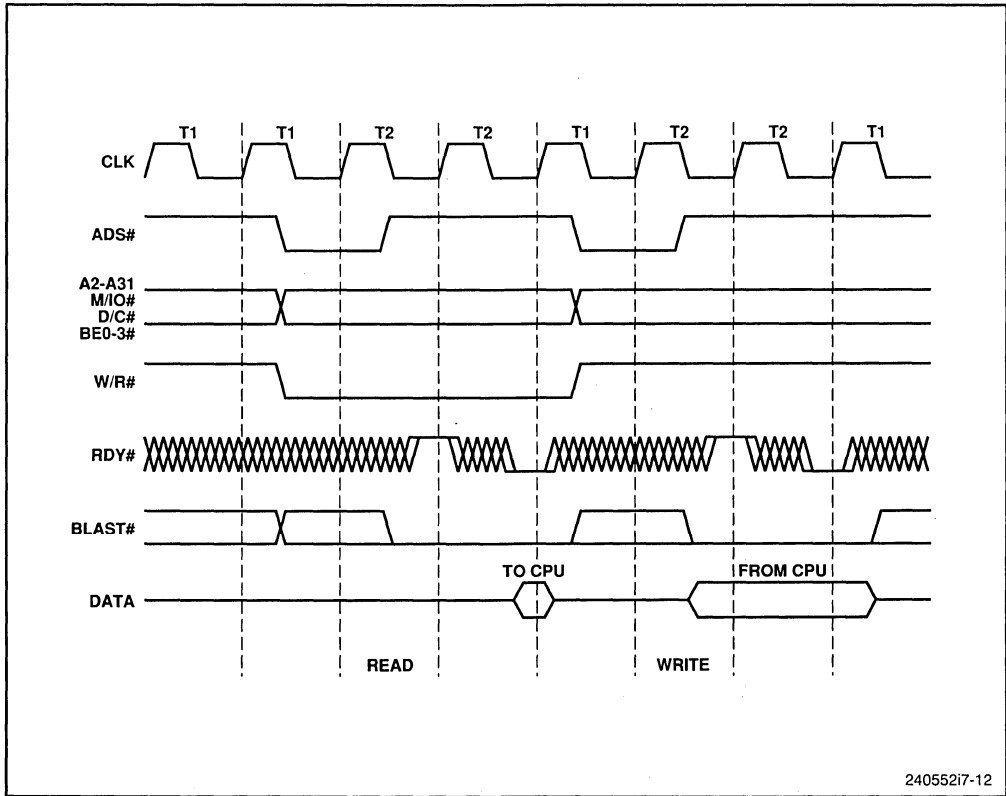 T1 T1 T2 T2 T1 T2 T2 T1
CLK
ADS#
A2-A31
M/IO#
D/C#
BE0-3#
W/R#
RDY#
BLAST#
TO CPU FROM CPU
DATA
READ WRITE
240552i7-12